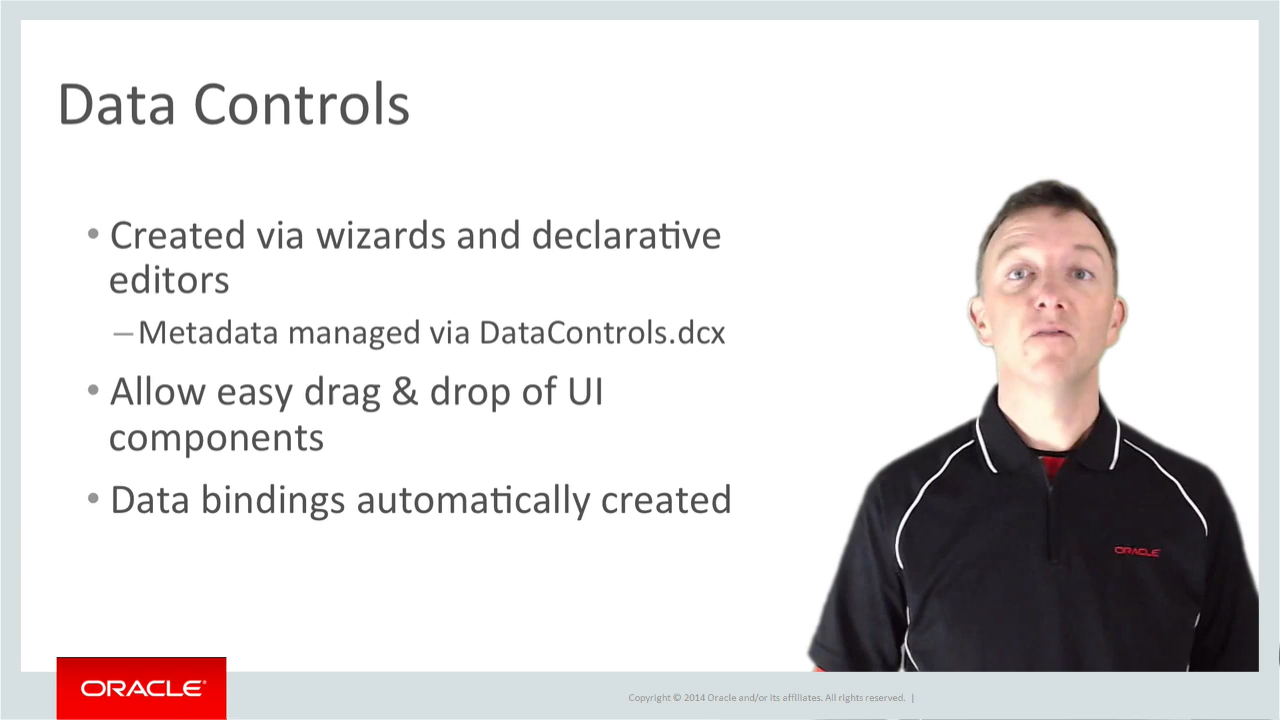 Data Controls
• Created via wizards and declarative
editors
– Metadata managed via DataControls.dcx
• Allow easy drag & drop of UI
components
• Data bindings automatically created
ORACLE
ORACLE®
Copyright © 2014 Oracle and/or its affiliates. All rights reserved. |